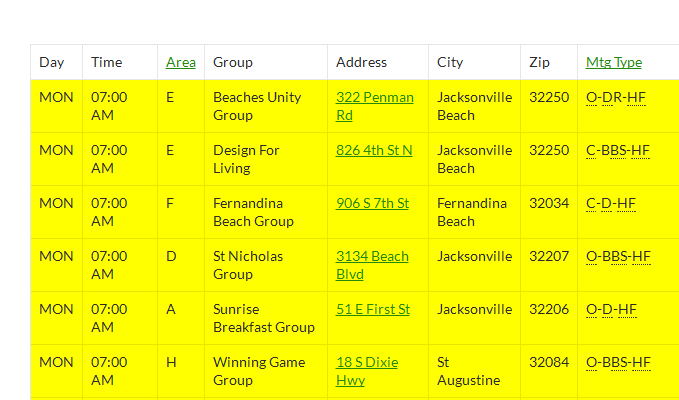 Day Time Area Group Address City Zip Mtg Type
MON 07:00 AM E Beaches Unity Group 322 Penman Rd Jacksonville Beach 32250 O-DR-HF
MON 07:00 AM E Design For Living 826 4th St N Jacksonville Beach 32250 C-BBS-HF
MON 07:00 AM F Fernandina Beach Group 906 S 7th St Fernandina Beach 32034 C-D-HF
MON 07:00 AM D St Nicholas Group 3134 Beach Blvd Jacksonville 32207 O-BBS-HF
MON 07:00 AM A Sunrise Breakfast Group 51 E First St Jacksonville 32206 O-D-HF
MON 07:00 AM H Winning Game Group 18 S Dixie Hwy St Augustine 32084 O-BBS-HF